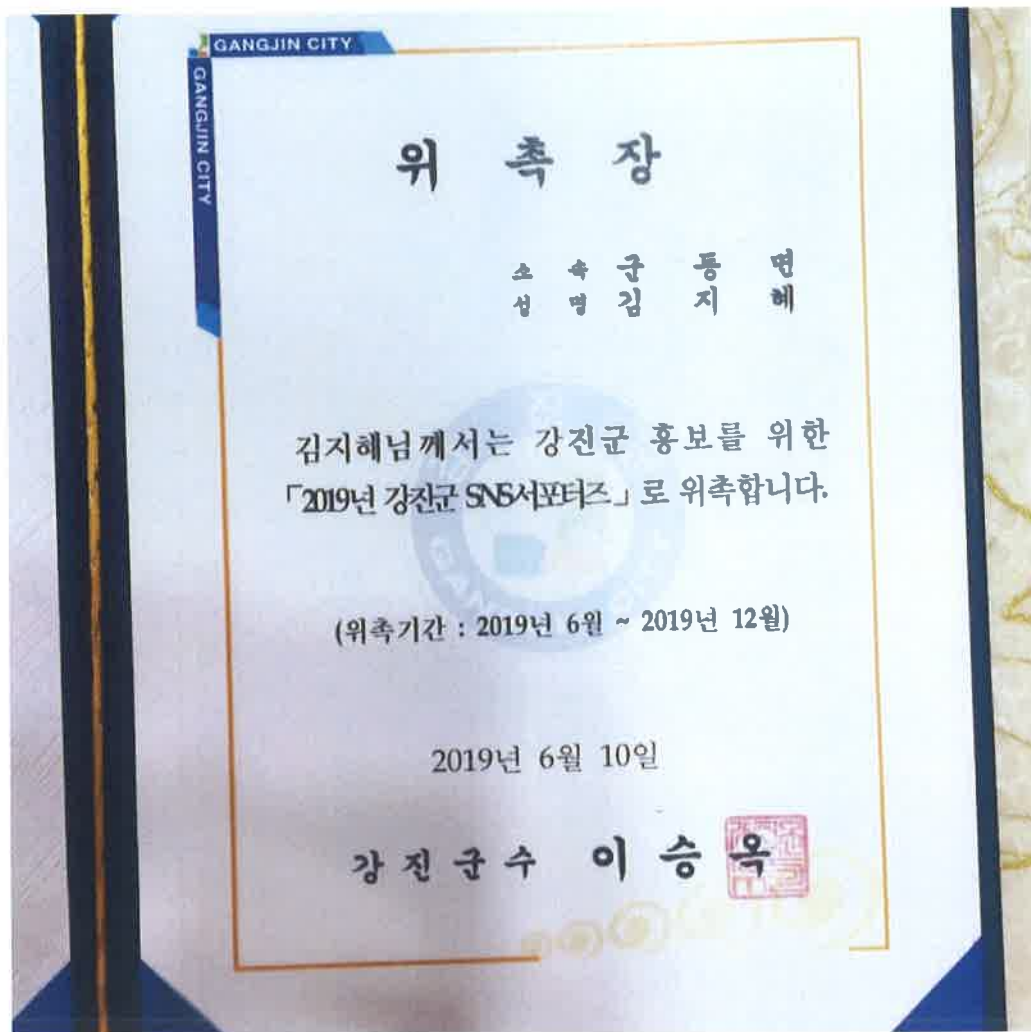 GANGJIN CITY
GANGJIN CITY
위 촉 장
소 속 군 동 면
성 명 김 지 혜
김지혜님께서는 강진군 홍보를 위한
「2019년 강진군 SNS서포터즈」로 위촉합니다.
(위촉기간 : 2019년 6월 ~ 2019년 12월)
2019년 6월 10일
강 진 군 수 이 승 옥